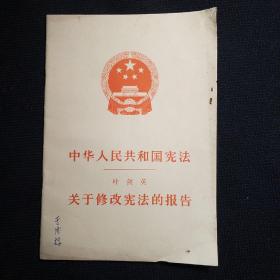 中华人民共和国宪法
叶剑英
关于修改宪法的报告